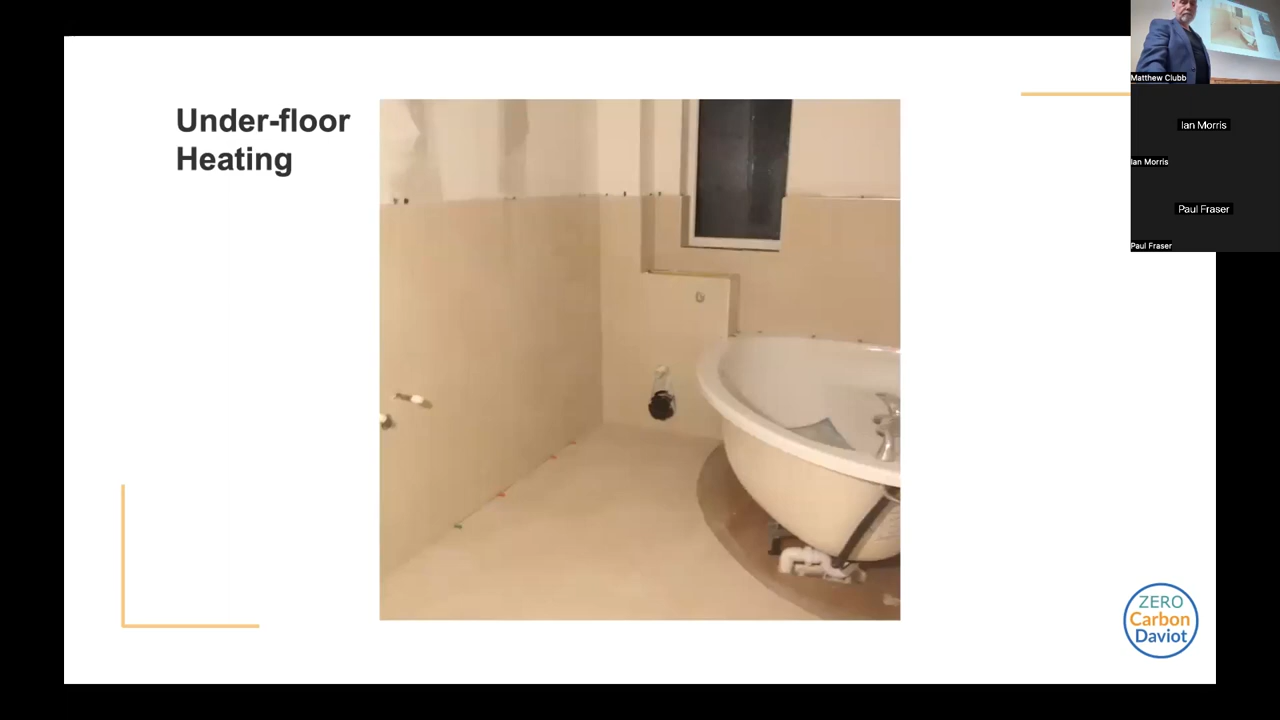 Under-floor
Heating
Matthew Clubb
Ian Morris
Ian Morris
Paul Fraser
Paul Fraser
ZERO
Carbon
Daviot